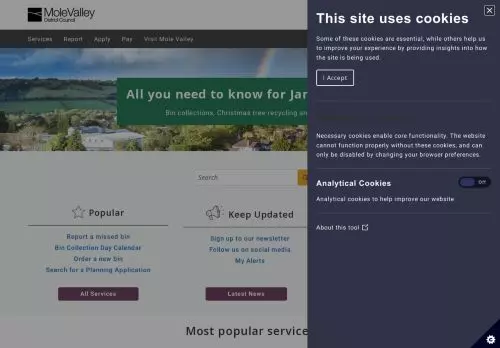 MoleValley
District Council
Services Report Apply Pay Visit Mole Valley
All you need to know for Jan
Bin collections, Christmas tree recycling an
Search
Popular
Report a missed bin
Bin Collection Day Calendar
Order a new bin
Search for a Planning Application
All Services
Keep Updated
Sign up to our newsletter
Follow us on social media
My Alerts
Latest News
Most popular service
This site uses cookies
Some of these cookies are essential, while others help us
to improve your experience by providing insights into how
the site is being used.
I Accept
Necessary cookies enable core functionality. The website
cannot function properly without these cookies, and can
only be disabled by changing your browser preferences.
Analytical Cookies
Off
Analytical cookies to help improve our website
About this tool